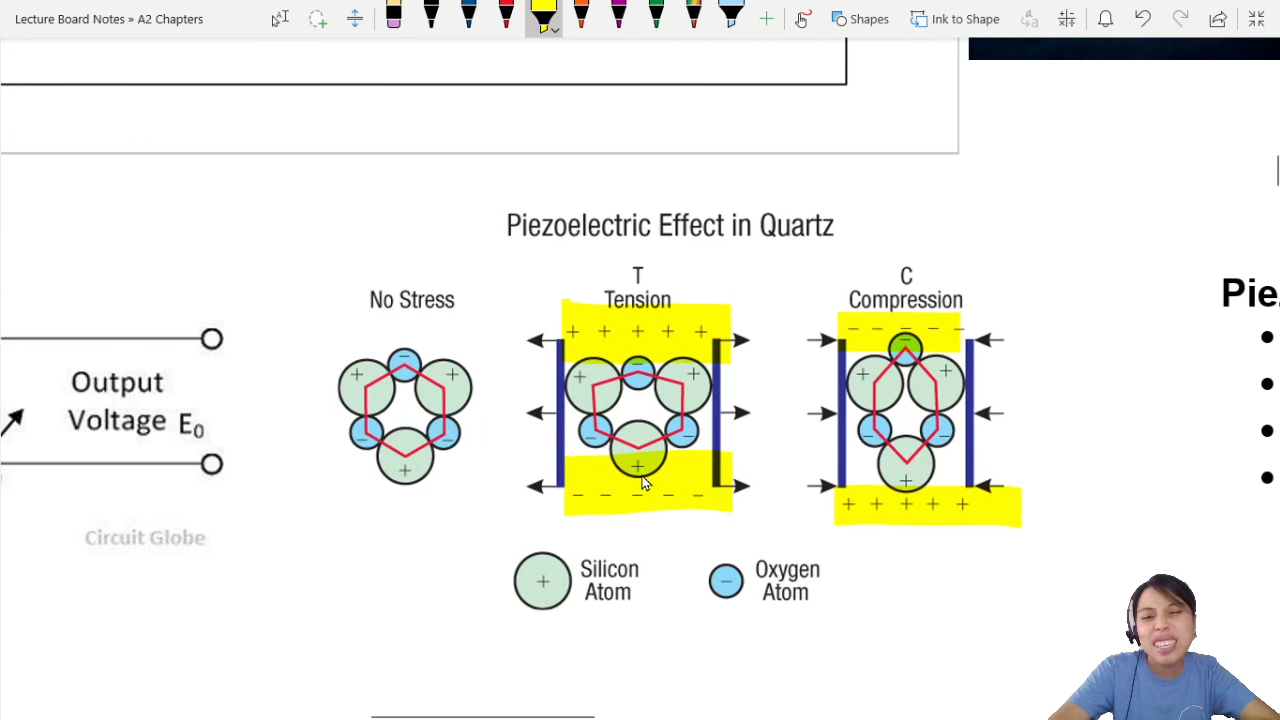 Lecture Board Notes » A2 Chapters
Shapes
Ink to Shape
Piezoelectric Effect in Quartz
No Stress
T
Tension
C
Compression
+ + + + +
− − − − −
Output
Voltage E₀
− − − − −
+ + + + +
Circuit Globe
+ Silicon
Atom
− Oxygen
Atom
Pie